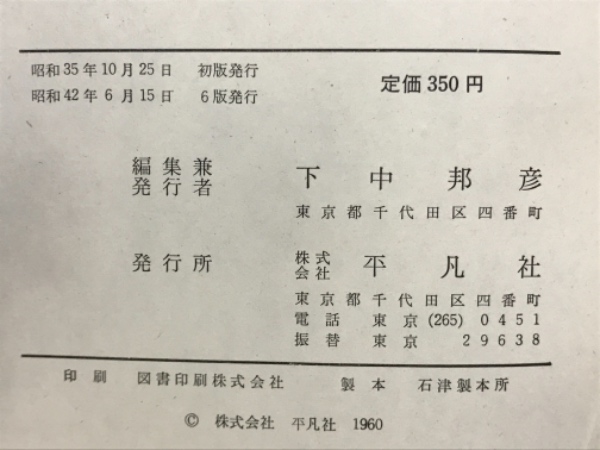 昭和35年10月25日 初版発行
昭和42年6月15日 6版発行
定価 350 円
編集兼
発行者
下中邦彦
東京都千代田区四番町
発行所
株式
会社 平凡社
東京都千代田区四番町
電話 東京 (265) 0451
振替 東京 29638
印刷 図書印刷株式会社 製本 石津製本所
© 株式会社 平凡社 1960